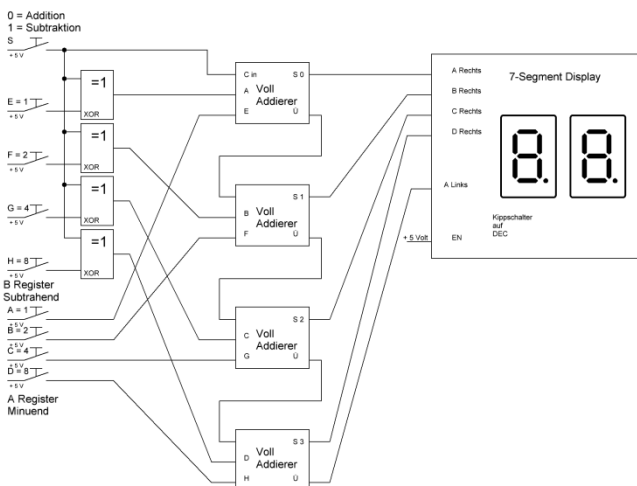 0 = Addition
1 = Subtraktion
S
+ 5 V
=1
XOR
E = 1
+ 5 V
=1
XOR
F = 2
+ 5 V
=1
XOR
G = 4
+ 5 V
=1
XOR
H = 8
+ 5 V
B Register
Subtrahend
A = 1
+ 5 V
B = 2
+ 5 V
C = 4
+ 5 V
D = 8
+ 5 V
A Register
Minuend
C in S 0
A Voll
Addierer
E Ü
S 1
Voll
Addierer
B
F Ü
S 2
Voll
Addierer
C
G Ü
S 3
Voll
Addierer
D
H Ü
7-Segment Display
A Rechts
B Rechts
C Rechts
D Rechts
A Links
8. 8.
Kippschalter
auf
DEC
+ 5 Volt EN